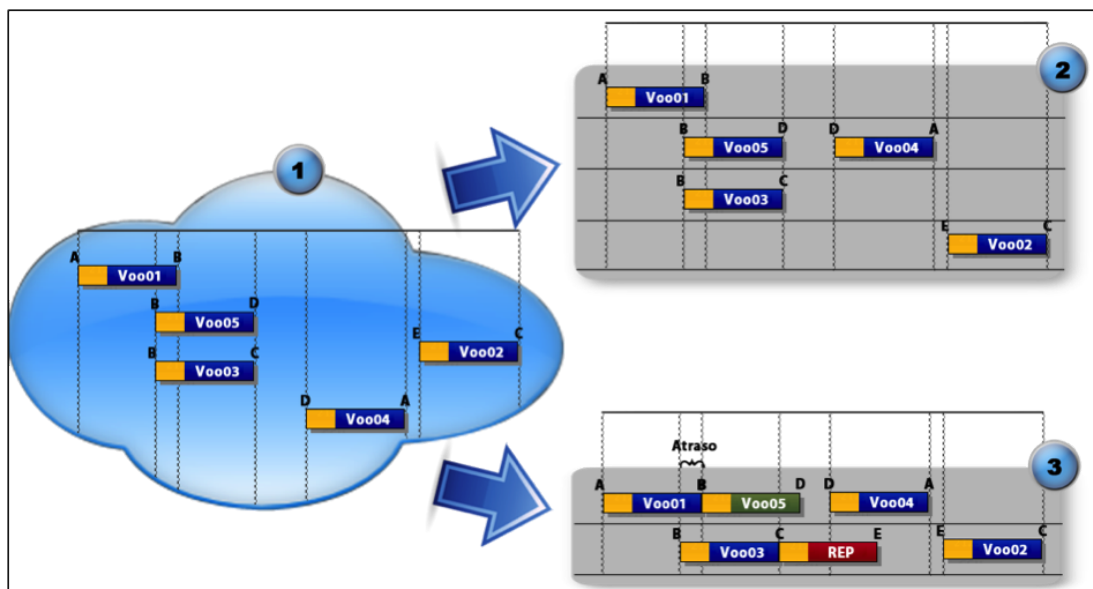 1
A B
Voo01
B D
Voo05
B C
Voo03
E C
Voo02
D A
Voo04
2
A B
Voo01
B D D A
Voo05 Voo04
B C
Voo03
E C
Voo02
3
Atraso
A B D D A
Voo01 Voo05 Voo04
B C E E C
Voo03 REP Voo02